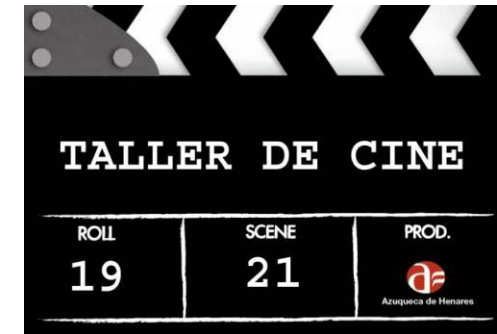 TALLER DE CINE
ROLL SCENE PROD.
19 21
Azuqueca de Henares